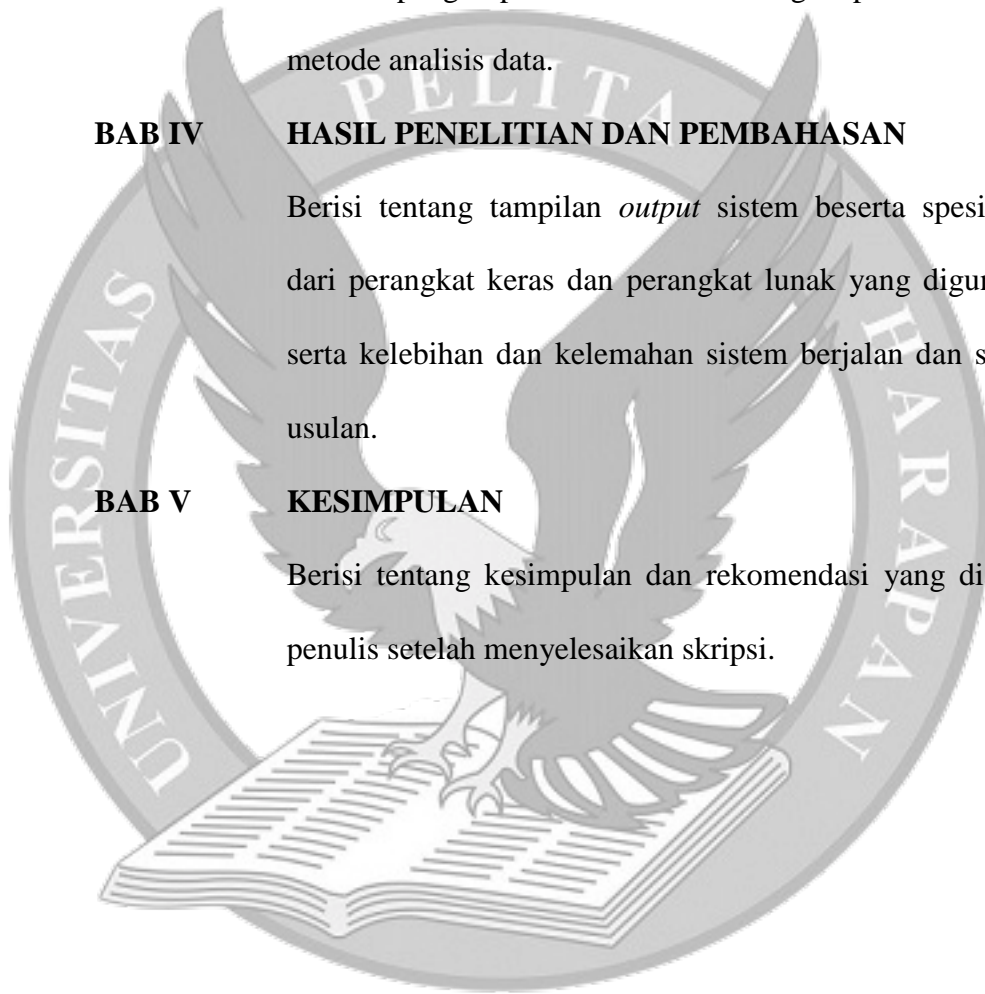 metode analisis data.
BAB IV HASIL PENELITIAN DAN PEMBAHASAN
Berisi tentang tampilan output sistem beserta spesi
dari perangkat keras dan perangkat lunak yang
serta kelebihan dan kelemahan sistem berjalan dan s
usulan.
BAB V KESIMPULAN
Berisi tentang kesimpulan dan rekomendasi yang di
penulis setelah menyelesaikan skripsi.
UNIVERSITAS PELITA HARAPAN